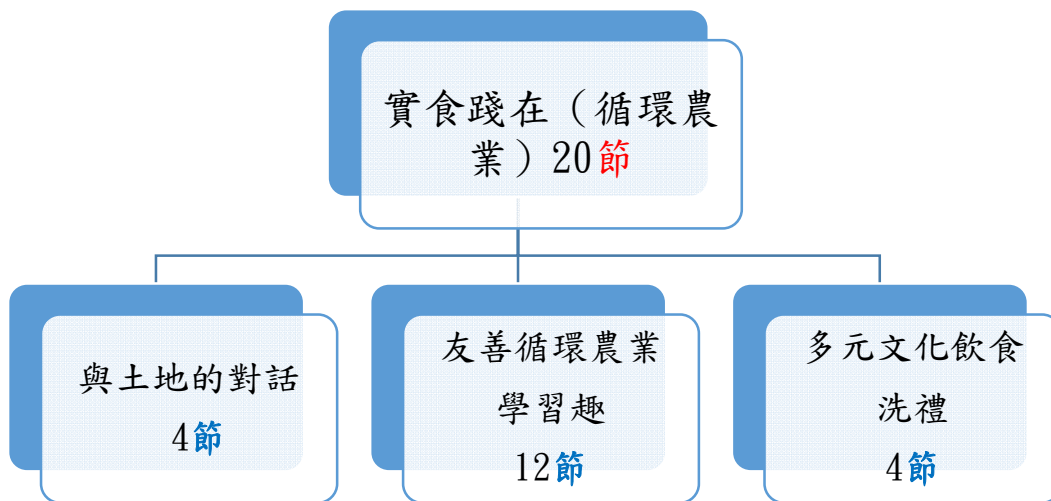 實食踐在（循環農
業）20節
與土地的對話
4節
友善循環農業
學習趣
12節
多元文化飲食
洗禮
4節